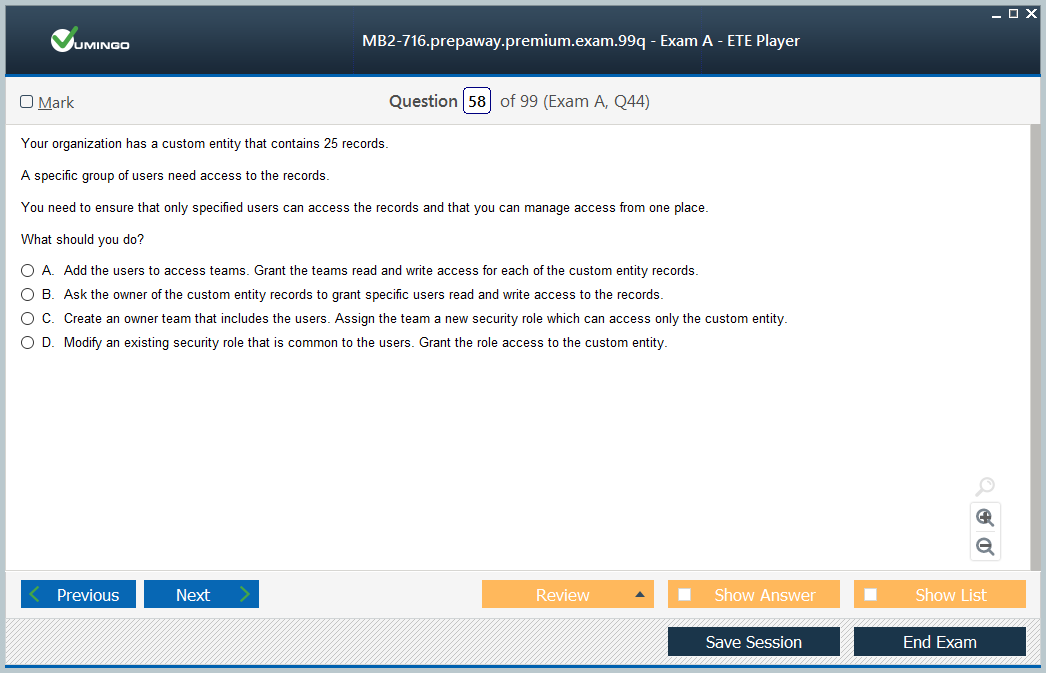 VUMINGO
MB2-716.prepaway.premium.exam.99q - Exam A - ETE Player
Mark
Question 58 of 99 (Exam A, Q44)
Your organization has a custom entity that contains 25 records.
A specific group of users need access to the records.
You need to ensure that only specified users can access the records and that you can manage access from one place.
What should you do?
A. Add the users to access teams. Grant the teams read and write access for each of the custom entity records.
B. Ask the owner of the custom entity records to grant specific users read and write access to the records.
C. Create an owner team that includes the users. Assign the team a new security role which can access only the custom entity.
D. Modify an existing security role that is common to the users. Grant the role access to the custom entity.
Previous Next Review Show Answer Show List
Save Session End Exam